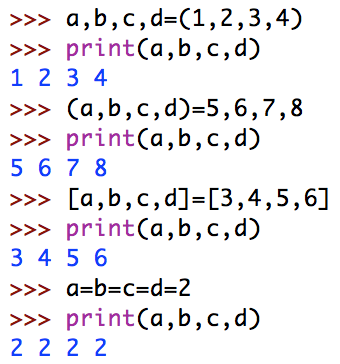 >>> a,b,c,d=(1,2,3,4)
>>> print(a,b,c,d)
1 2 3 4
>>> (a,b,c,d)=5,6,7,8
>>> print(a,b,c,d)
5 6 7 8
>>> [a,b,c,d]=[3,4,5,6]
>>> print(a,b,c,d)
3 4 5 6
>>> a=b=c=d=2
>>> print(a,b,c,d)
2 2 2 2